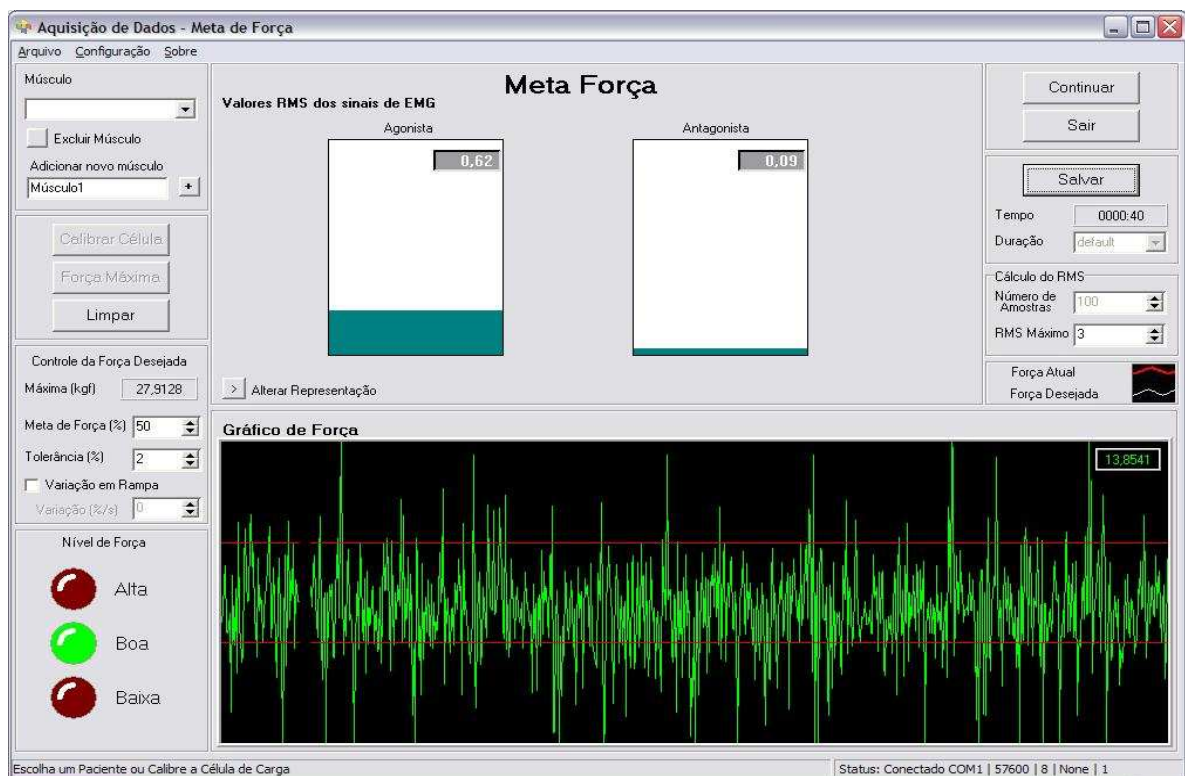 Aquisição de Dados - Meta de Força
Arquivo Configuração Sobre
Músculo
Excluir Músculo
Adicionar novo músculo
Músculo1 +
Calibrar Célula
Força Máxima
Limpar
Controle da Força Desejada
Máxima (kgf) 27,9128
Meta de Força (%) 50
Tolerância (%) 2
Variação em Rampa
Variação (%/s) 0
Nível de Força
Alta
Boa
Baixa
Meta Força
Valores RMS dos sinais de EMG
Agonista Antagonista
0,62 0,09
> Alterar Representação
Gráfico de Força
13,8541
Continuar
Sair
Salvar
Tempo 0000:40
Duração default
Cálculo do RMS
Número de
Amostras 100
RMS Máximo 3
Força Atual
Força Desejada
Escolha um Paciente ou Calibre a Célula de Carga
Status: Conectado COM1 | 57600 | 8 | None | 1